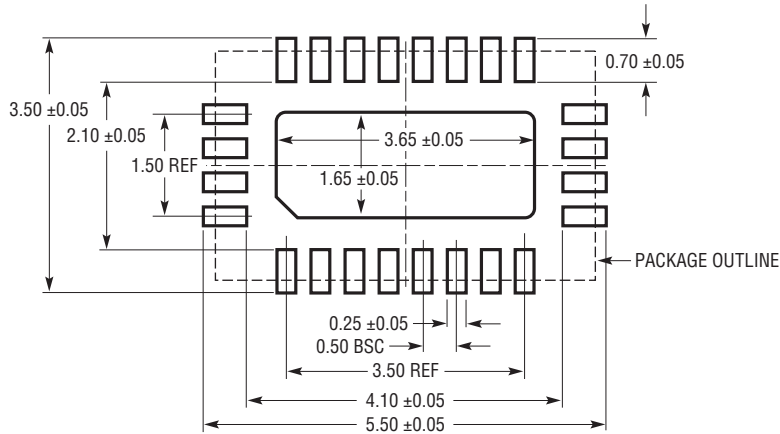 0.70 ±0.05
3.50 ±0.05
2.10 ±0.05
3.65 ±0.05
1.50 REF
1.65 ±0.05
PACKAGE OUTLINE
0.25 ±0.05
0.50 BSC
3.50 REF
4.10 ±0.05
5.50 ±0.05